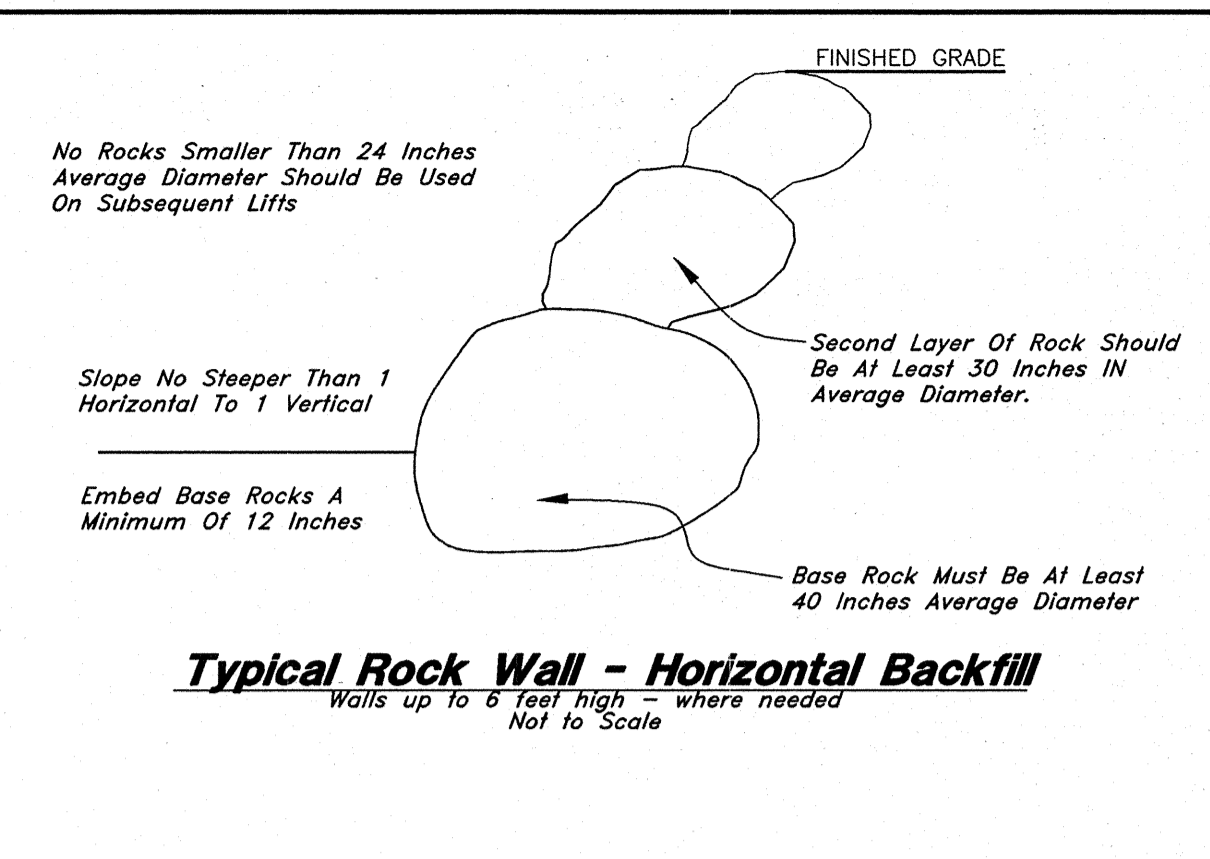 FINISHED GRADE
No Rocks Smaller Than 24 Inches
Average Diameter Should Be Used
On Subsequent Lifts
Second Layer Of Rock Should
Be At Least 30 Inches IN
Average Diameter.
Slope No Steeper Than 1
Horizontal To 1 Vertical
Embed Base Rocks A
Minimum Of 12 Inches
Base Rock Must Be At Least
40 Inches Average Diameter
Typical Rock Wall - Horizontal Backfill
Walls up to 6 feet high - where needed
Not to Scale